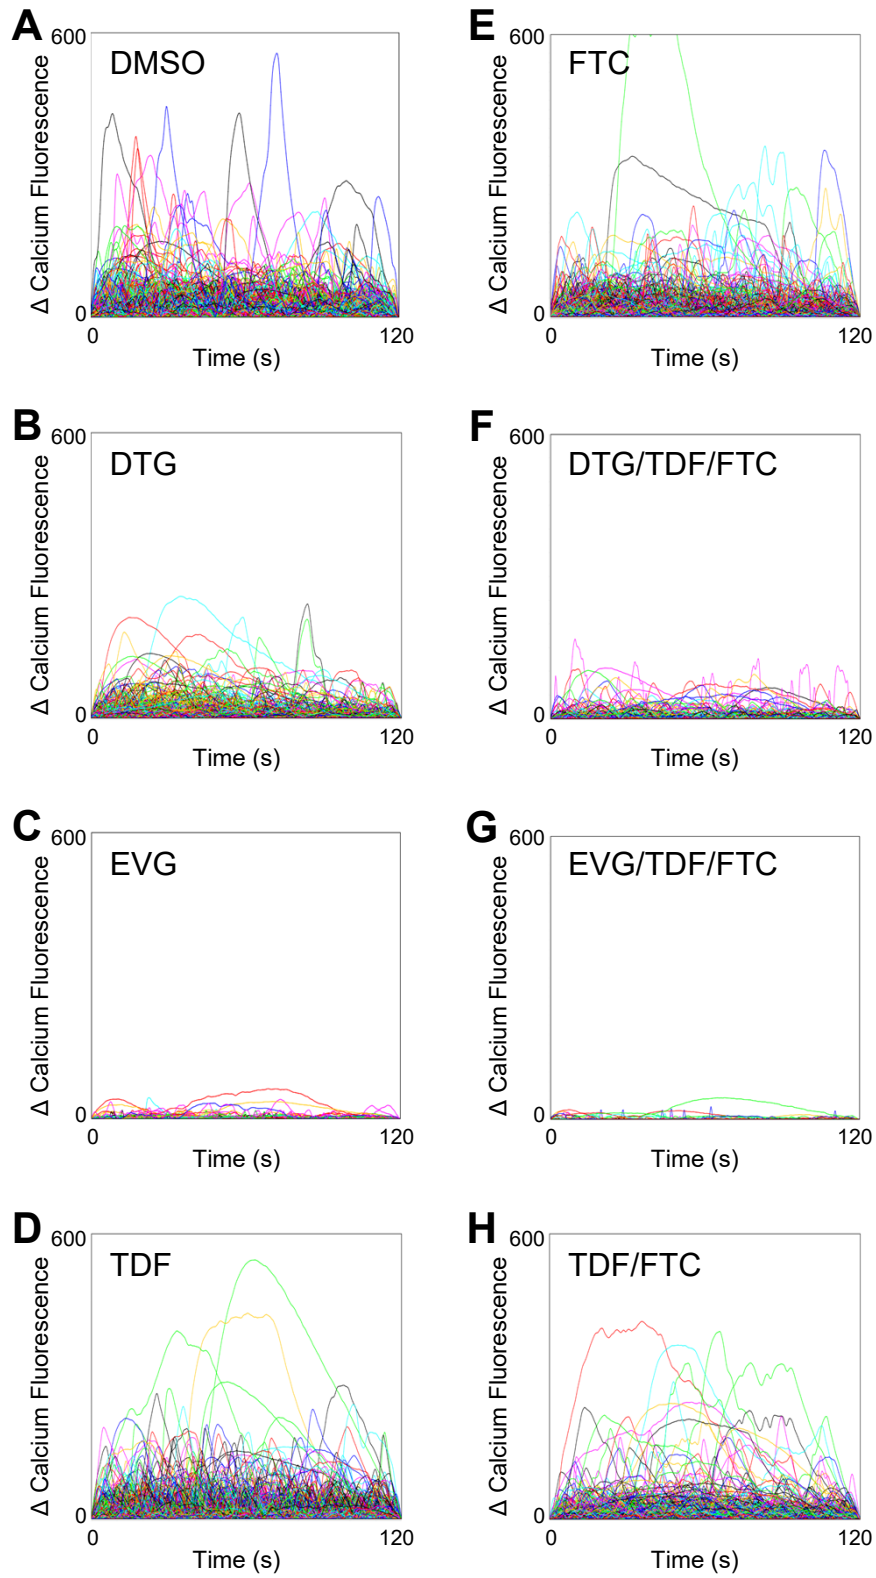 A
600
DMSO
Δ Calcium Fluorescence
0
0
120
Time (s)
E
600
FTC
Δ Calcium Fluorescence
0
0
120
Time (s)
B
600
DTG
Δ Calcium Fluorescence
0
0
120
Time (s)
F
600
DTG/TDF/FTC
Δ Calcium Fluorescence
0
0
120
Time (s)
C
600
EVG
Δ Calcium Fluorescence
0
0
120
Time (s)
G
600
EVG/TDF/FTC
Δ Calcium Fluorescence
0
0
120
Time (s)
D
600
TDF
Δ Calcium Fluorescence
0
0
120
Time (s)
H
600
TDF/FTC
Δ Calcium Fluorescence
0
0
120
Time (s)